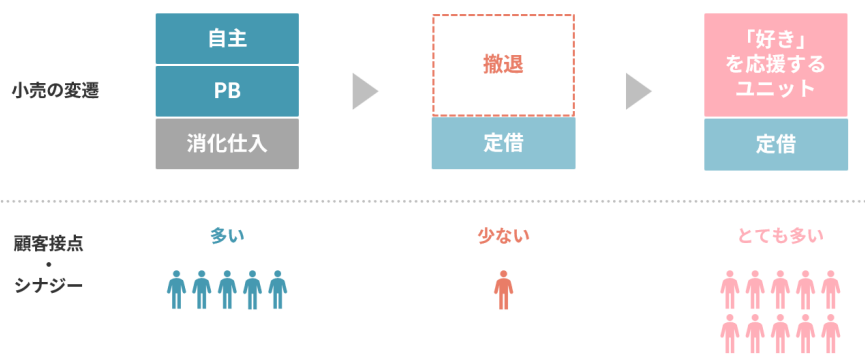 小売の変遷
自主
PB
消化仕入
撤退
定借
「好き」
を応援する
ユニット
定借
顧客接点
・
シナジー
多い
少ない
とても多い